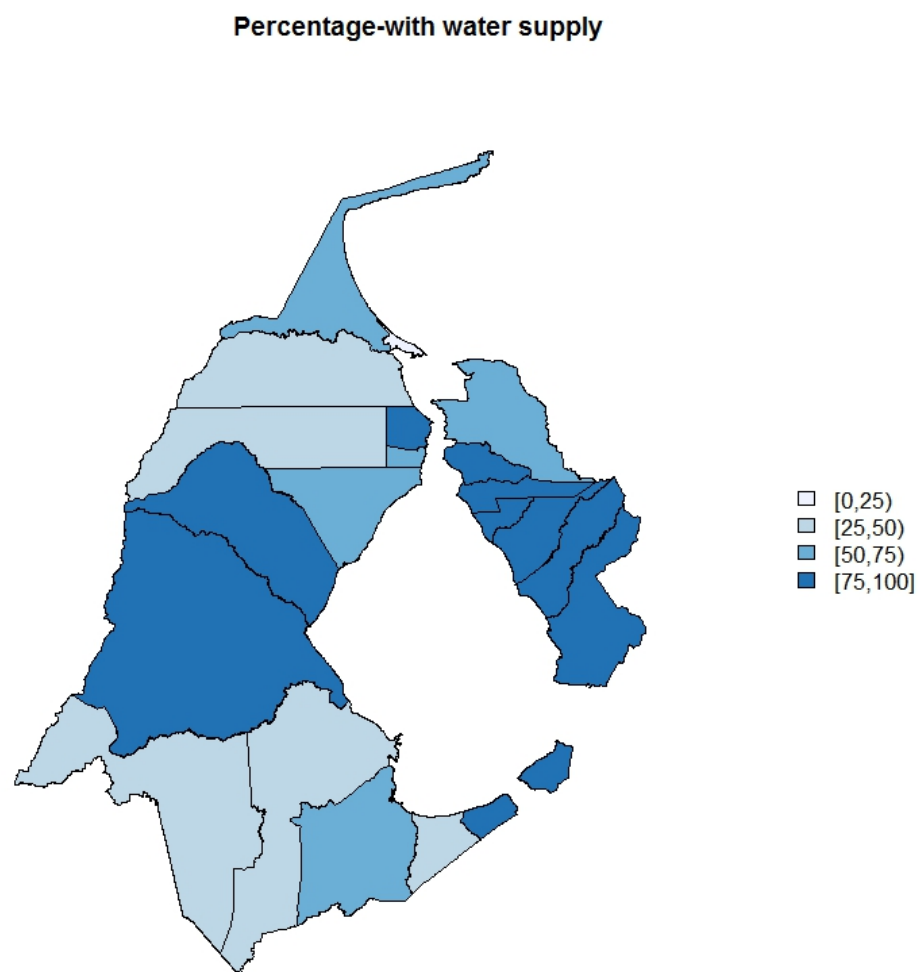 Percentage-with water supply
[0,25)
[25,50)
[50,75)
[75,100]